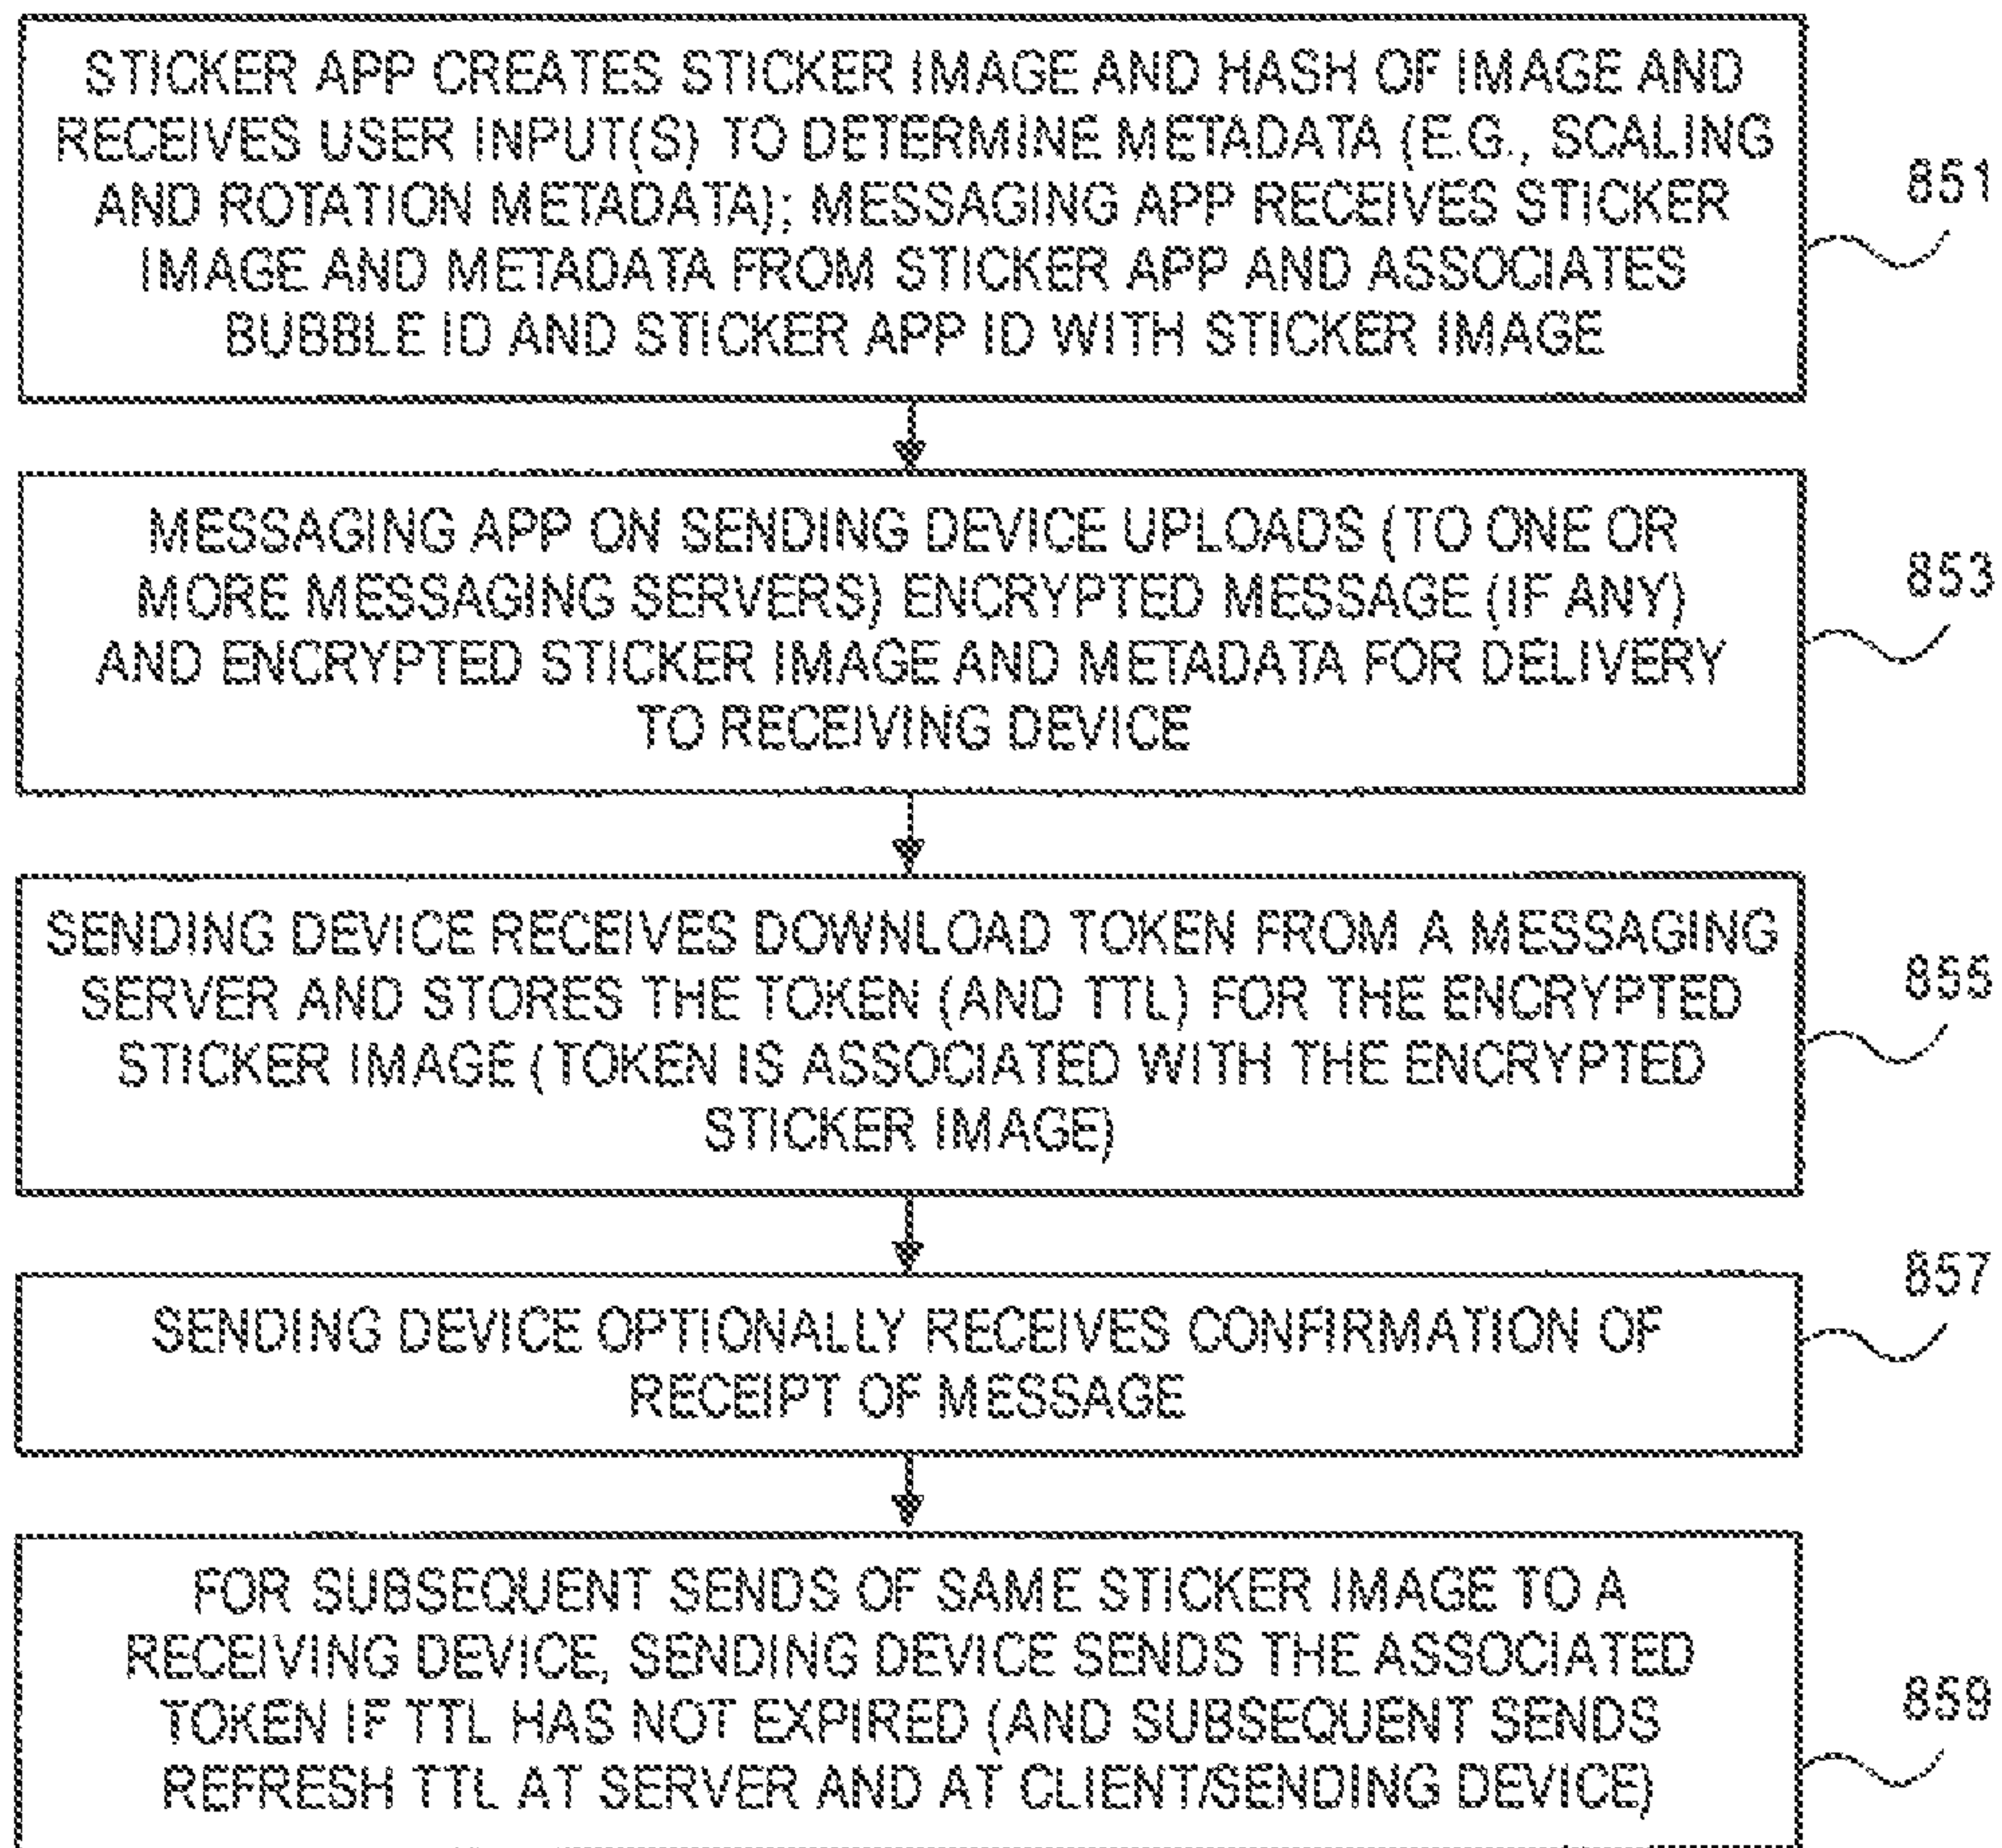 STICKER APP CREATES STICKER IMAGE AND HASH OF IMAGE AND
RECEIVES USER INPUT(S) TO DETERMINE METADATA (E.G., SCALING
AND ROTATION METADATA); MESSAGING APP RECEIVES STICKER
IMAGE AND METADATA FROM STICKER APP AND ASSOCIATES
BUBBLE ID AND STICKER APP ID WITH STICKER IMAGE
851
MESSAGING APP ON SENDING DEVICE UPLOADS (TO ONE OR
MORE MESSAGING SERVERS) ENCRYPTED MESSAGE (IF ANY)
AND ENCRYPTED STICKER IMAGE AND METADATA FOR DELIVERY
TO RECEIVING DEVICE
853
SENDING DEVICE RECEIVES DOWNLOAD TOKEN FROM A MESSAGING
SERVER AND STORES THE TOKEN (AND TTL) FOR THE ENCRYPTED
STICKER IMAGE (TOKEN IS ASSOCIATED WITH THE ENCRYPTED
STICKER IMAGE)
855
SENDING DEVICE OPTIONALLY RECEIVES CONFIRMATION OF
RECEIPT OF MESSAGE
857
FOR SUBSEQUENT SENDS OF SAME STICKER IMAGE TO A
RECEIVING DEVICE, SENDING DEVICE SENDS THE ASSOCIATED
TOKEN IF TTL HAS NOT EXPIRED (AND SUBSEQUENT SENDS
REFRESH TTL AT SERVER AND AT CLIENT/SENDING DEVICE)
859